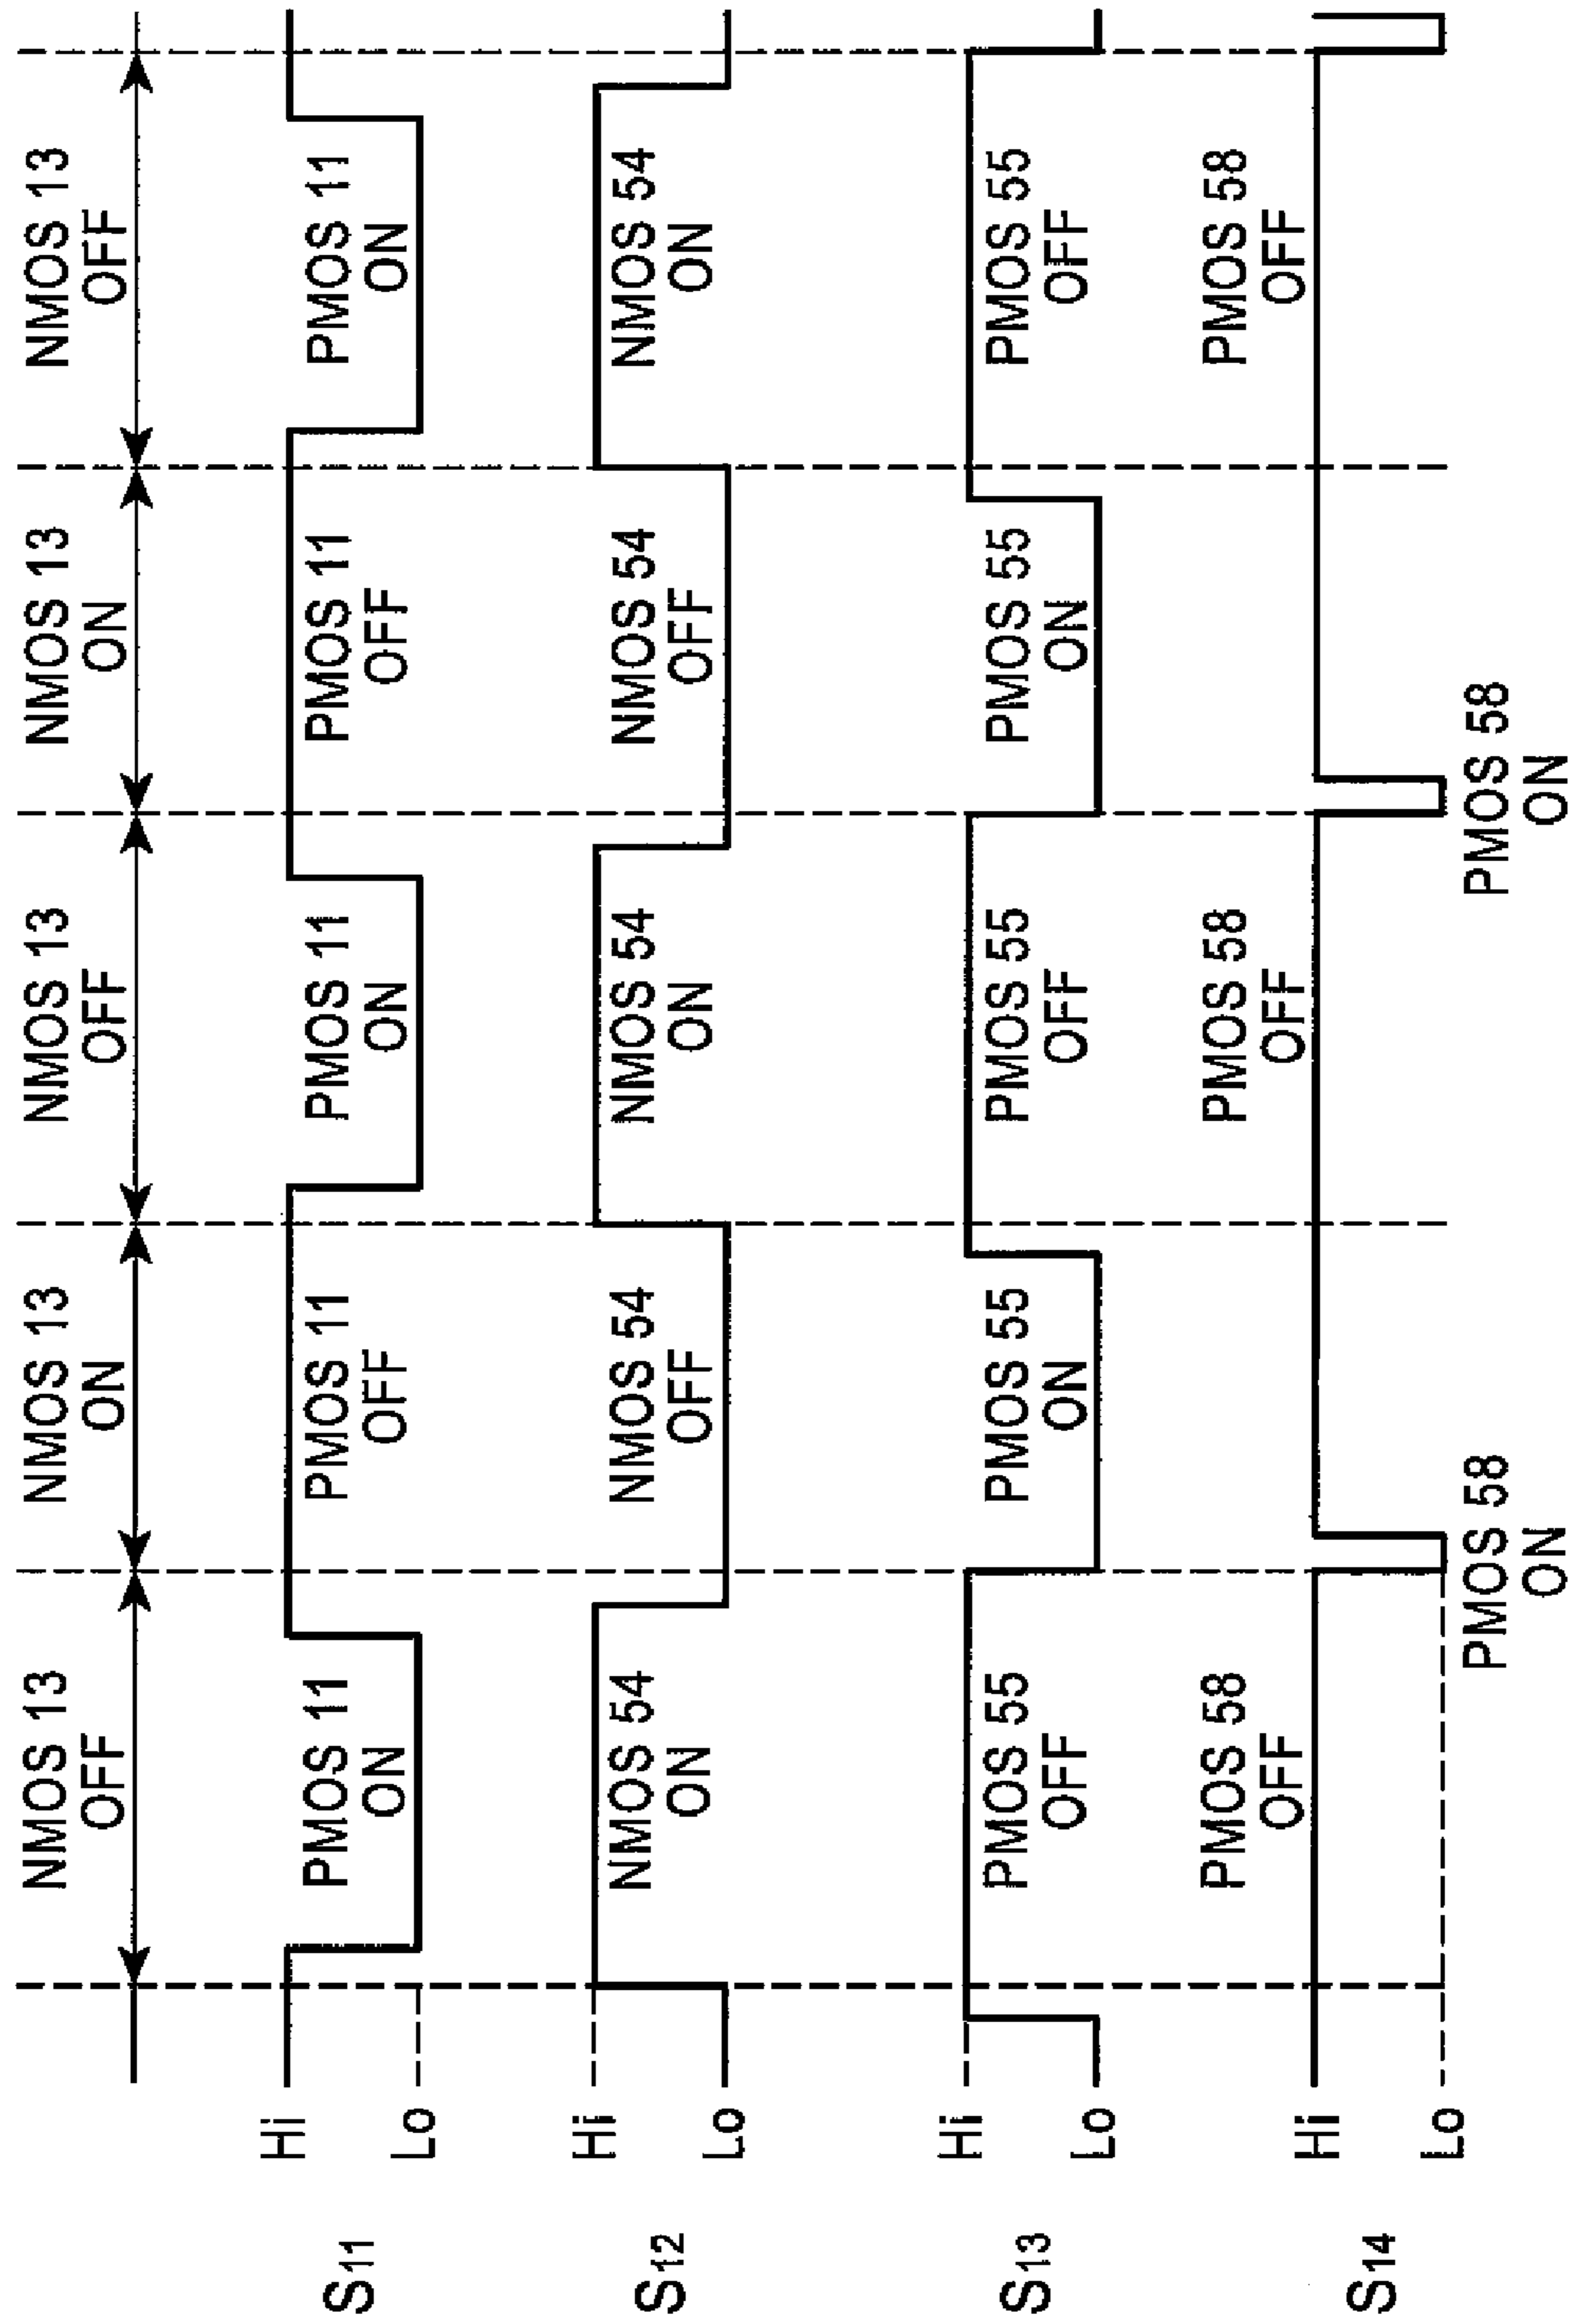 NMOS 13
OFF
NMOS 13
ON
NMOS 13
OFF
NMOS 13
ON
NMOS 13
OFF
S11
Hi
Lo
PMOS 11
ON
PMOS 11
OFF
PMOS 11
ON
PMOS 11
OFF
PMOS 11
ON
S12
Hi
Lo
NMOS 54
ON
NMOS 54
OFF
NMOS 54
ON
NMOS 54
OFF
NMOS 54
ON
S13
Hi
Lo
PMOS 55
OFF
PMOS 55
ON
PMOS 55
OFF
PMOS 55
ON
PMOS 55
OFF
S14
Hi
Lo
PMOS 58
OFF
PMOS 58
ON
PMOS 58
OFF
PMOS 58
ON
PMOS 58
OFF